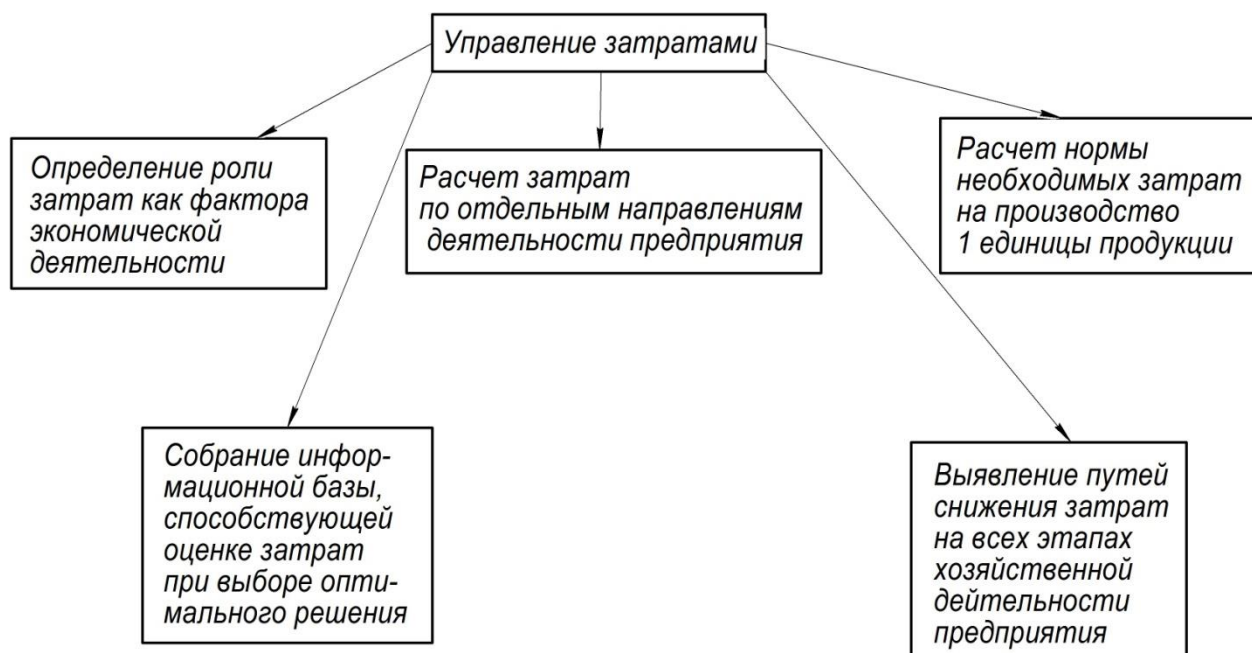 Управление затратами
Определение роли
затрат как фактора
экономической
деятельности
Расчет затрат
по отдельным направлениям
деятельности предприятия
Расчет нормы
необходимых затрат
на производство
1 единицы продукции
Собрание инфор-
мационной базы,
способствующей
оценке затрат
при выборе опти-
мального решения
Выявление путей
снижения затрат
на всех этапах
хозяйственной
дейтельности
предприятия